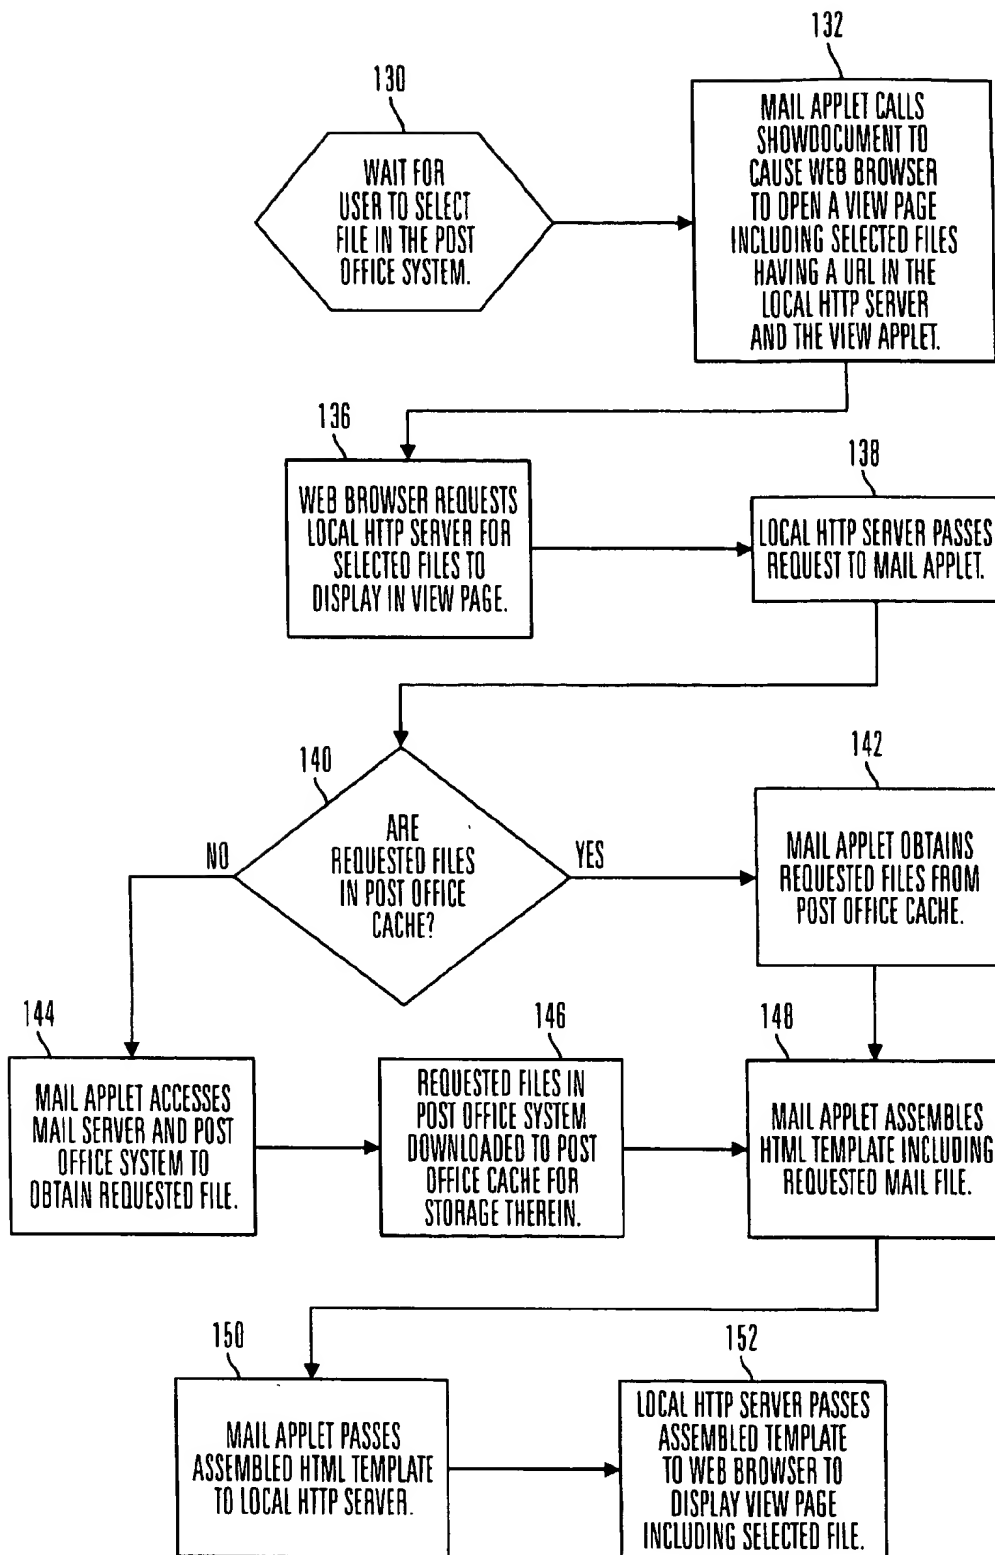 130
WAIT FOR
USER TO SELECT
FILE IN THE POST
OFFICE SYSTEM.
132
MAIL APPLET CALLS
SHOWDOCUMENT TO
CAUSE WEB BROWSER
TO OPEN A VIEW PAGE
INCLUDING SELECTED FILES
HAVING A URL IN THE
LOCAL HTTP SERVER
AND THE VIEW APPLET.
136
WEB BROWSER REQUESTS
LOCAL HTTP SERVER FOR
SELECTED FILES TO
DISPLAY IN VIEW PAGE.
138
LOCAL HTTP SERVER PASSES
REQUEST TO MAIL APPLET.
140
ARE
REQUESTED FILES
IN POST OFFICE
CACHE?
NO
YES
142
MAIL APPLET OBTAINS
REQUESTED FILES FROM
POST OFFICE CACHE.
144
MAIL APPLET ACCESSES
MAIL SERVER AND POST
OFFICE SYSTEM TO
OBTAIN REQUESTED FILE.
146
REQUESTED FILES IN
POST OFFICE SYSTEM
DOWNLOADED TO POST
OFFICE CACHE FOR
STORAGE THEREIN.
148
MAIL APPLET ASSEMBLES
HTML TEMPLATE INCLUDING
REQUESTED MAIL FILE.
150
MAIL APPLET PASSES
ASSEMBLED HTML TEMPLATE
TO LOCAL HTTP SERVER.
152
LOCAL HTTP SERVER PASSES
ASSEMBLED TEMPLATE
TO WEB BROWSER TO
DISPLAY VIEW PAGE
INCLUDING SELECTED FILE.